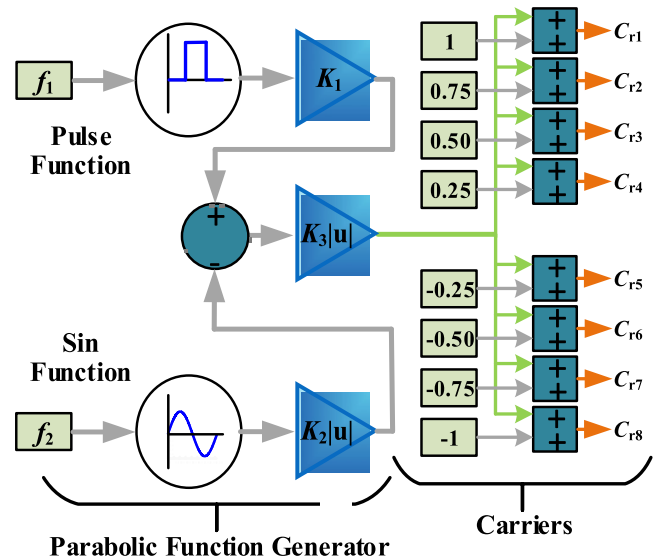 f1
Pulse
Function
K1
+
-
K3|u|
Sin
Function
f2
K2|u|
Parabolic Function Generator
1
+
+
Cr1
0.75
+
+
Cr2
0.50
+
+
Cr3
0.25
+
+
Cr4
-0.25
+
+
Cr5
-0.50
+
+
Cr6
-0.75
+
+
Cr7
-1
+
+
Cr8
Carriers